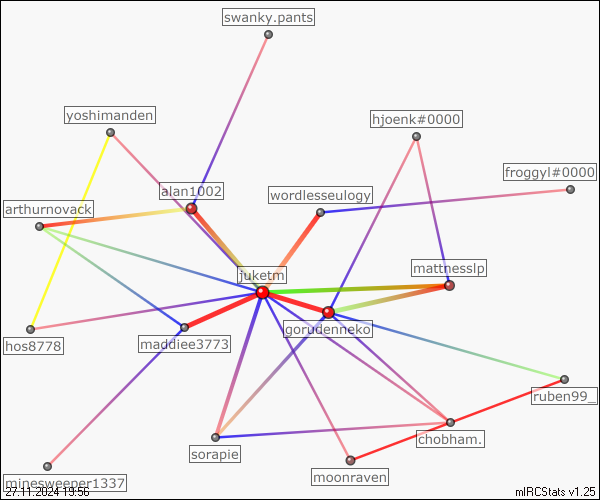 swanky.pants
yoshimanden
hjoenk#0000
froggyl#0000
alan1002
wordlesseulogy
arthurnovack
mattnesslp
juketm
gorudenneko
hos8778
maddiee3773
ruben99_
chobham.
sorapie
moonraven
minesweeper1337
27.11.2024 19:56
mIRCStats v1.25